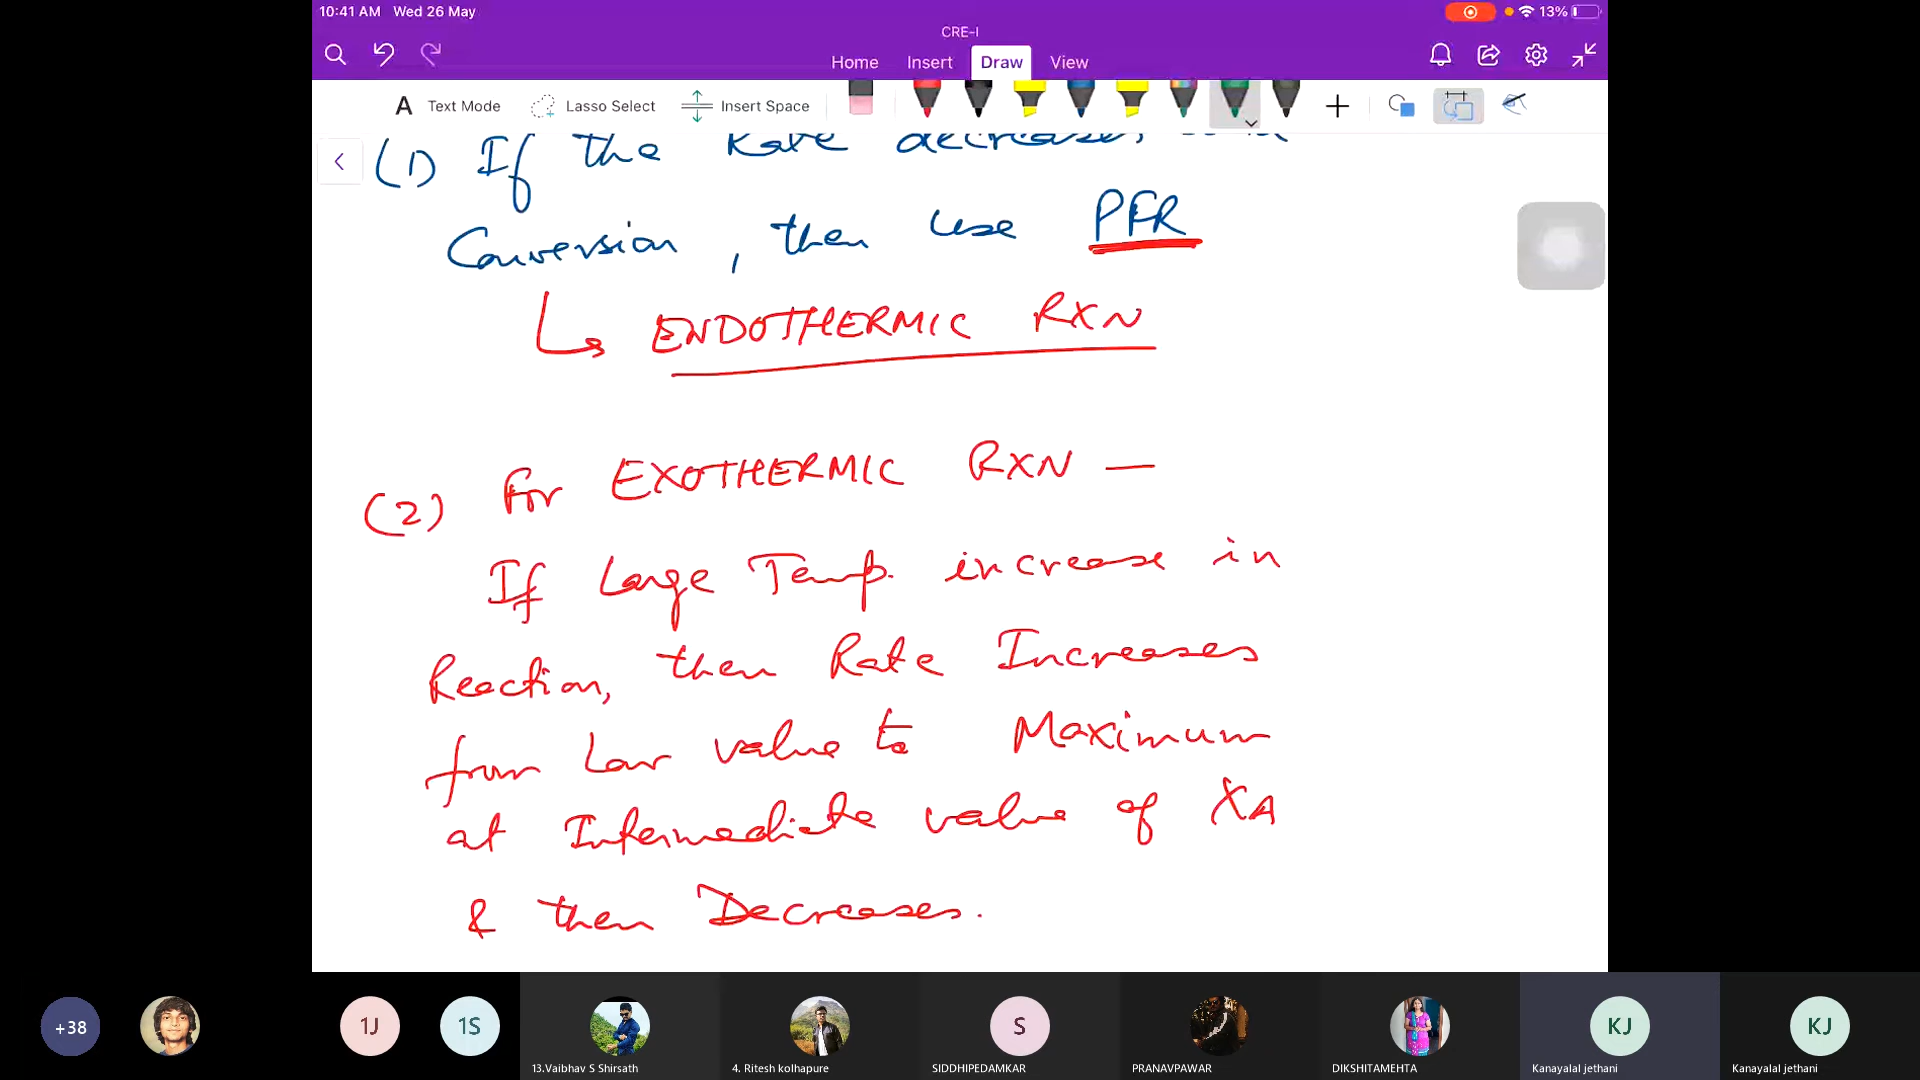 10:41 AM Wed 26 May
13%
CRE-I
Home Insert Draw View
A Text Mode Lasso Select Insert Space
(1) If the Rate decreases
Conversion, then use PFR
ENDOTHERMIC RXN
(2) For EXOTHERMIC RXN —
If Large Temp. increase in
Reaction, then Rate Increases
from Low value to Maximum
at Intermediate value of XA
& then Decreases.
+38 1J 1S S KJ KJ
13.Vaibhav S Shirsath 4. Ritesh kolhapure SIDDHIPEDAMKAR PRANAVPAWAR DIKSHITAMEHTA Kanayalal jethani Kanayalal jethani